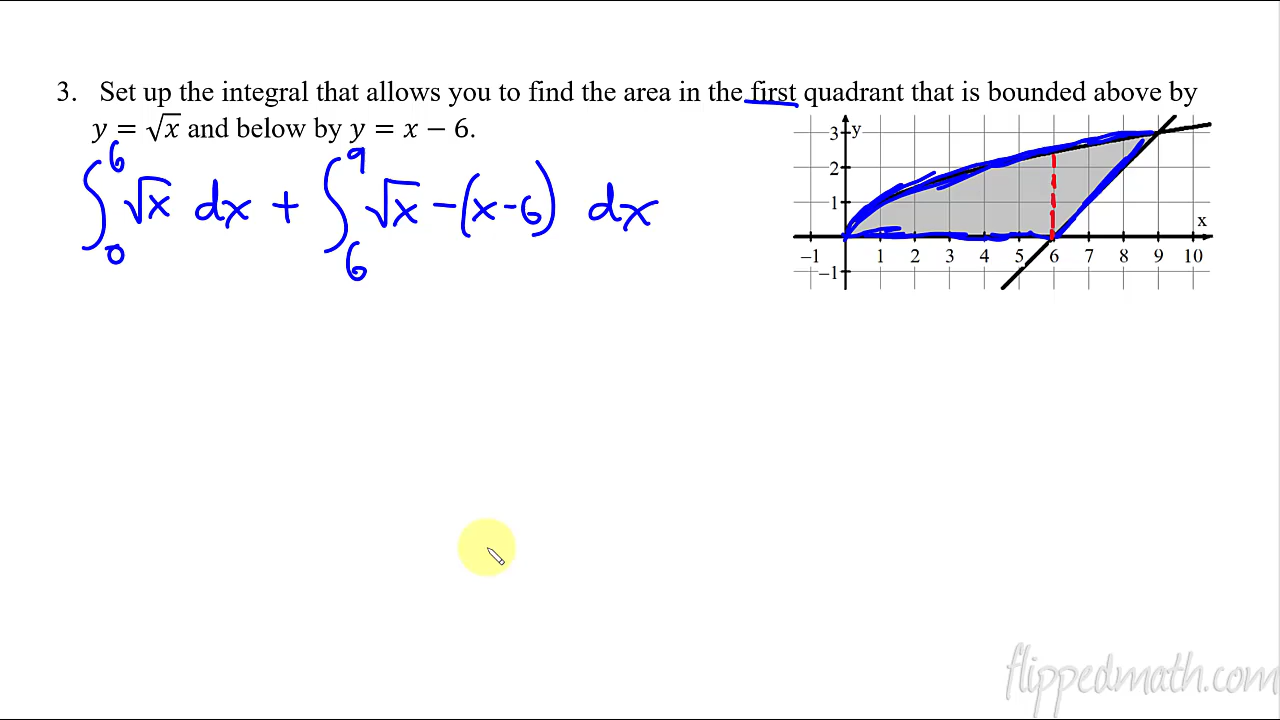 3. Set up the integral that allows you to find the area in the first quadrant that is bounded above by
y = √x and below by y = x − 6.
∫₀⁶ √x dx + ∫₆⁹ √x − (x − 6) dx
3 y
2
1
x
−1 1 2 3 4 5 6 7 8 9 10
−1
flippedmath.com